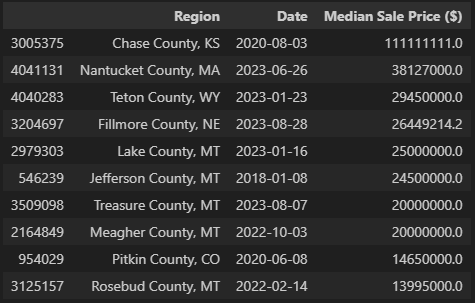 Region Date Median Sale Price ($)
3005375 Chase County, KS 2020-08-03 111111111.0
4041131 Nantucket County, MA 2023-06-26 38127000.0
4040283 Teton County, WY 2023-01-23 29450000.0
3204697 Fillmore County, NE 2023-08-28 26449214.2
2979303 Lake County, MT 2023-01-16 25000000.0
546239 Jefferson County, MT 2018-01-08 24500000.0
3509098 Treasure County, MT 2023-08-07 20000000.0
2164849 Meagher County, MT 2022-10-03 20000000.0
954029 Pitkin County, CO 2020-06-08 14650000.0
3125157 Rosebud County, MT 2022-02-14 13995000.0